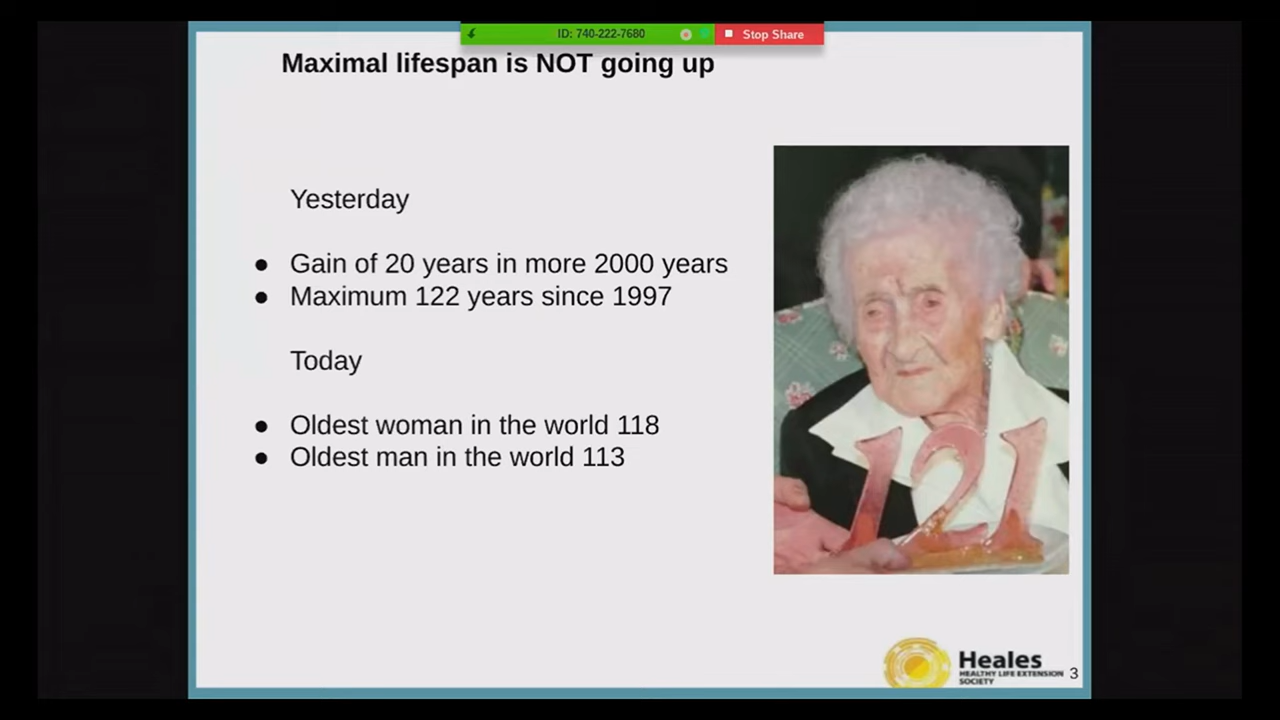 ID: 740-222-7680
Stop Share
Maximal lifespan is NOT going up
Yesterday
● Gain of 20 years in more 2000 years
● Maximum 122 years since 1997
Today
● Oldest woman in the world 118
● Oldest man in the world 113
121
Heales
HEALTHY LIFE EXTENSION
SOCIETY
3